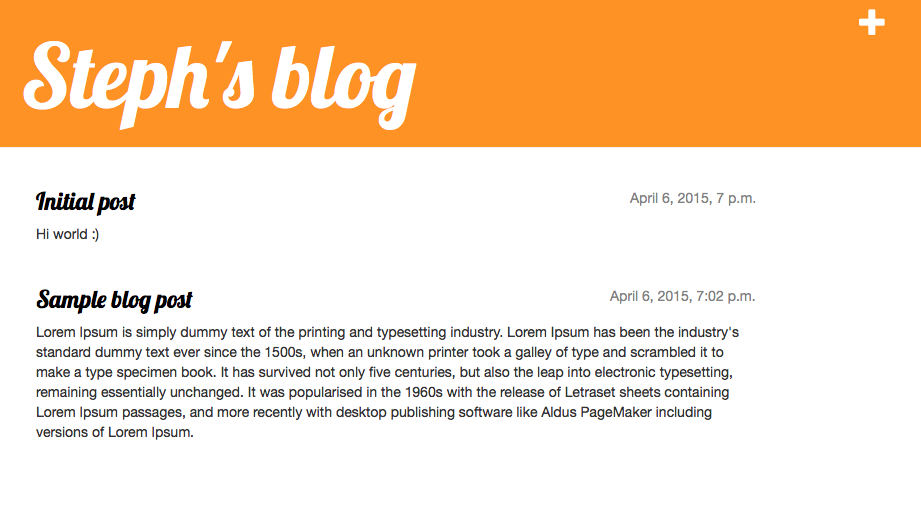 Steph's blog
Initial post
April 6, 2015, 7 p.m.
Hi world :)
Sample blog post
April 6, 2015, 7:02 p.m.
Lorem Ipsum is simply dummy text of the printing and typesetting industry. Lorem Ipsum has been the industry's
standard dummy text ever since the 1500s, when an unknown printer took a galley of type and scrambled it to
make a type specimen book. It has survived not only five centuries, but also the leap into electronic typesetting,
remaining essentially unchanged. It was popularised in the 1960s with the release of Letraset sheets containing
Lorem Ipsum passages, and more recently with desktop publishing software like Aldus PageMaker including
versions of Lorem Ipsum.